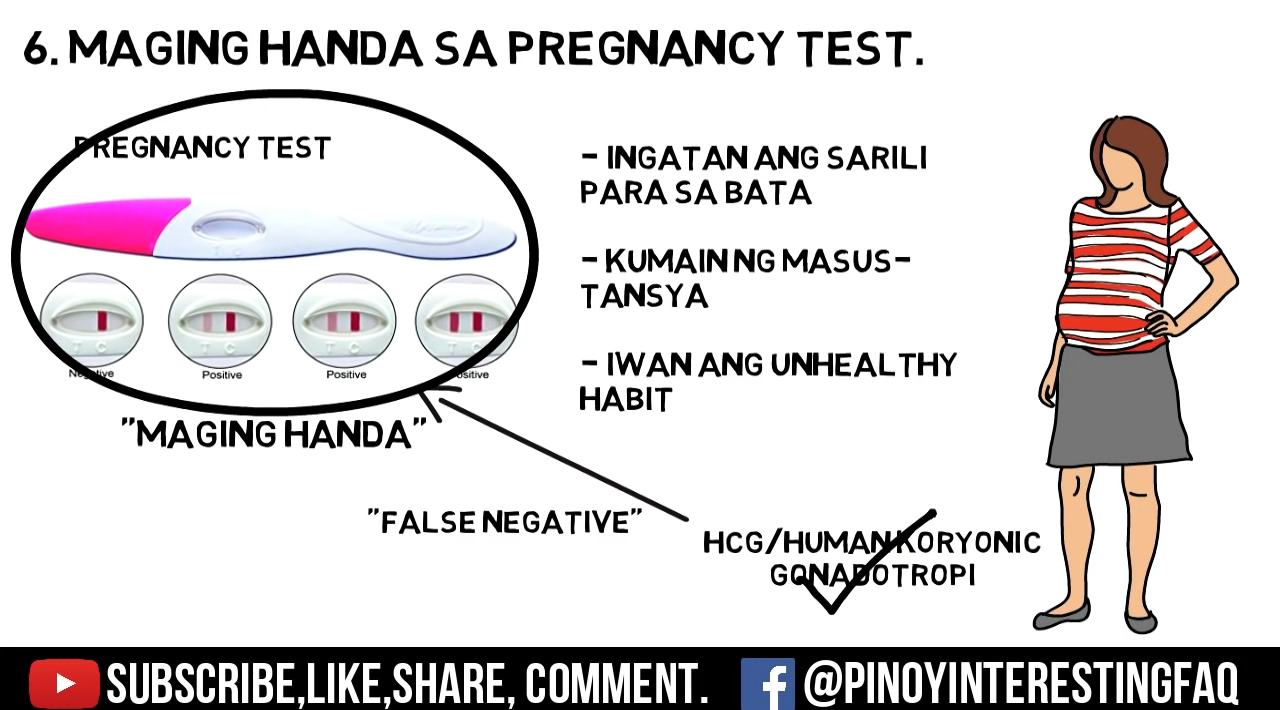 6. MAGING HANDA SA PREGNANCY TEST.
PREGNANCY TEST
T C
T C
T C
T C
T C
Negative
Positive
Positive
Positive
"MAGING HANDA"
- INGATAN ANG SARILI
PARA SA BATA
- KUMAIN NG MASUS-
TANSYA
- IWAN ANG UNHEALTHY
HABIT
"FALSE NEGATIVE"
HCG/HUMAN KORYONIC
GONADOTROPI
SUBSCRIBE,LIKE,SHARE, COMMENT.
f @PINOYINTERESTINGFAQ